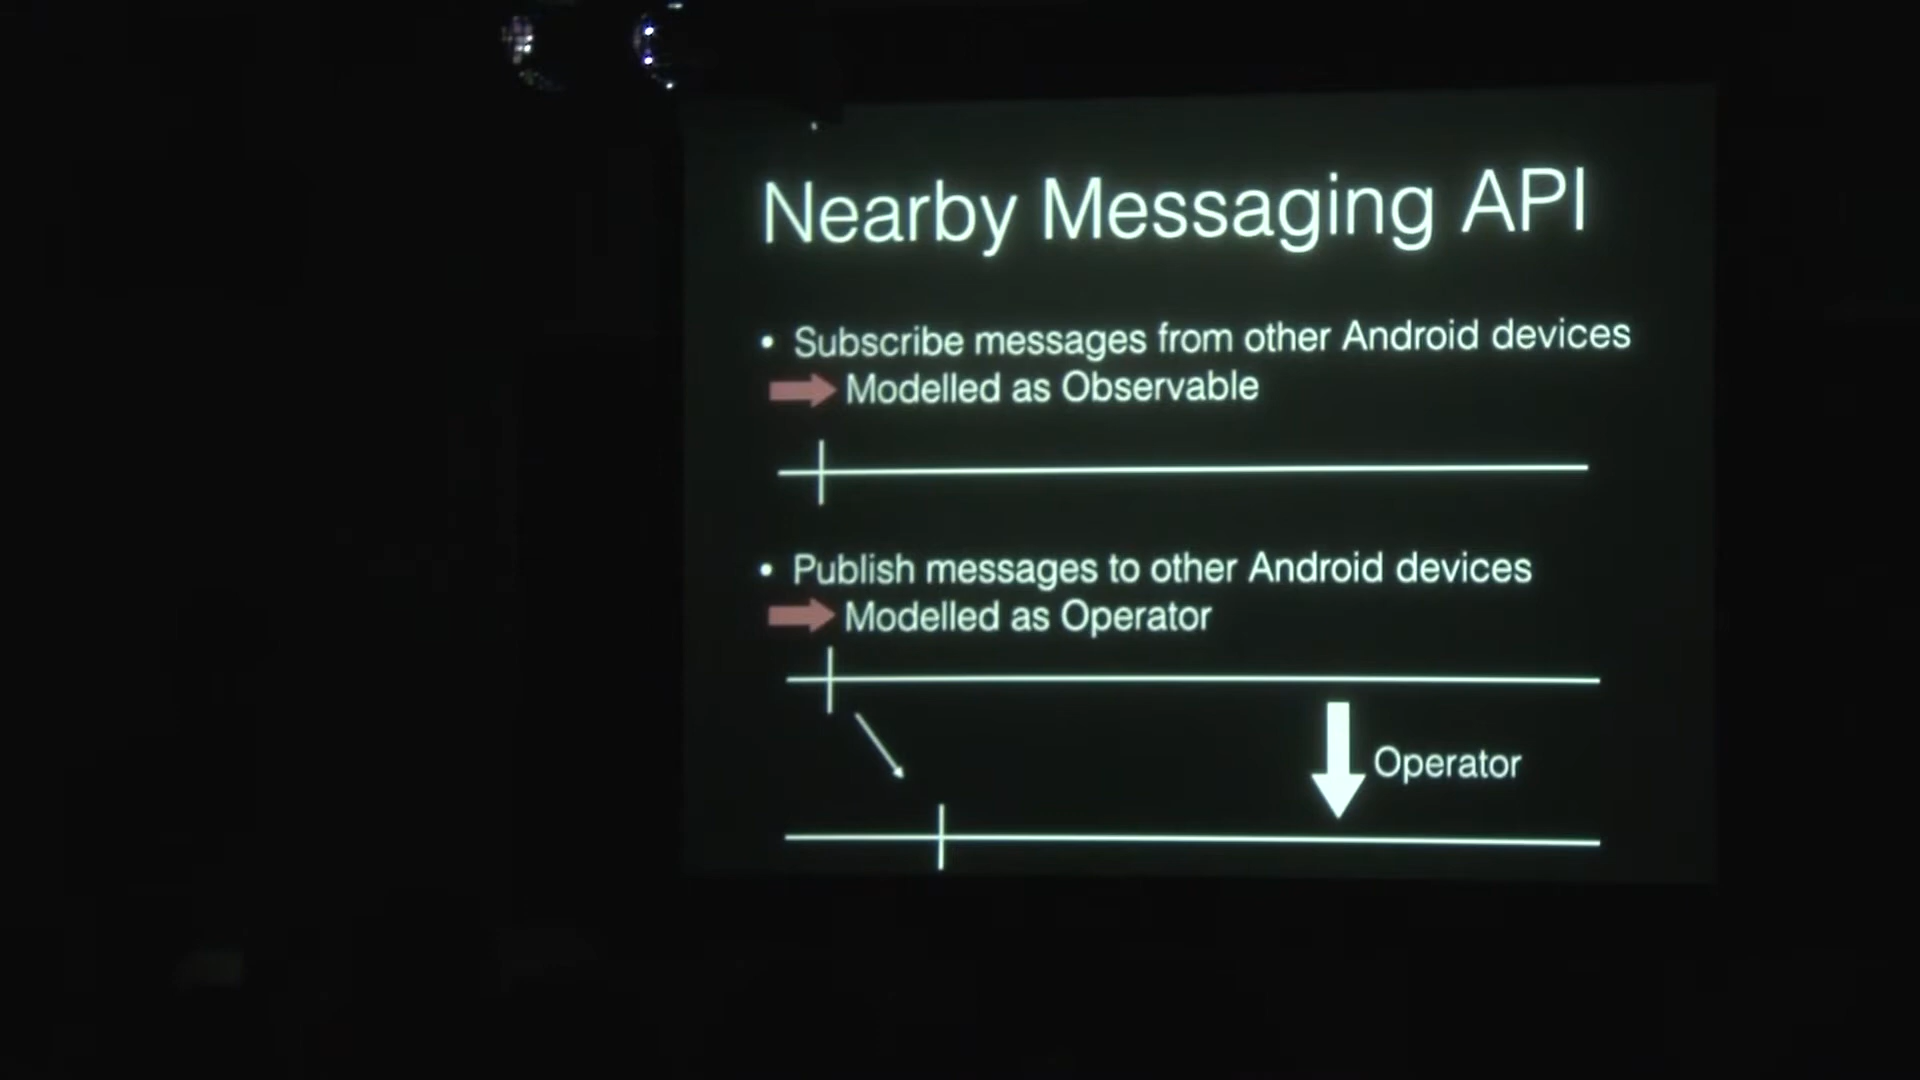 Nearby Messaging API
• Subscribe messages from other Android devices
Modelled as Observable
• Publish messages to other Android devices
Modelled as Operator
Operator